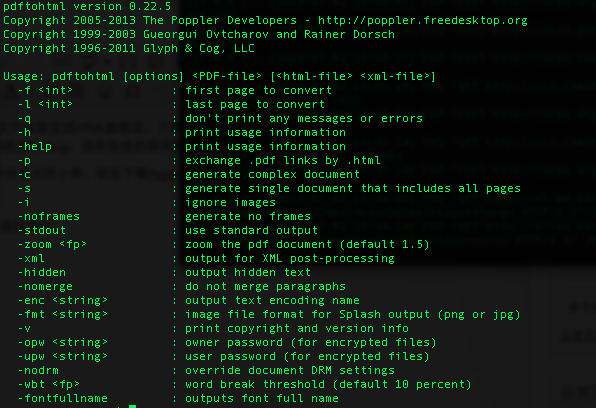 pdftohtml version 0.22.5
Copyright 2005-2013 The Poppler Developers - http://poppler.freedesktop.org
Copyright 1999-2003 Gueorgui Ovtcharov and Rainer Dorsch
Copyright 1996-2011 Glyph & Cog, LLC

Usage: pdftohtml [options] <PDF-file> [<html-file> <xml-file>]
  -f <int>              : first page to convert
  -l <int>              : last page to convert
  -q                    : don't print any messages or errors
  -h                    : print usage information
  -help                 : print usage information
  -p                    : exchange .pdf links by .html
  -c                    : generate complex document
  -s                    : generate single document that includes all pages
  -i                    : ignore images
  -noframes             : generate no frames
  -stdout               : use standard output
  -zoom <fp>            : zoom the pdf document (default 1.5)
  -xml                  : output for XML post-processing
  -hidden               : output hidden text
  -nomerge              : do not merge paragraphs
  -enc <string>         : output text encoding name
  -fmt <string>         : image file format for Splash output (png or jpg)
  -v                    : print copyright and version info
  -opw <string>         : owner password (for encrypted files)
  -upw <string>         : user password (for encrypted files)
  -nodrm                : override document DRM settings
  -wbt <fp>             : word break threshold (default 10 percent)
  -fontfullname         : outputs font full name